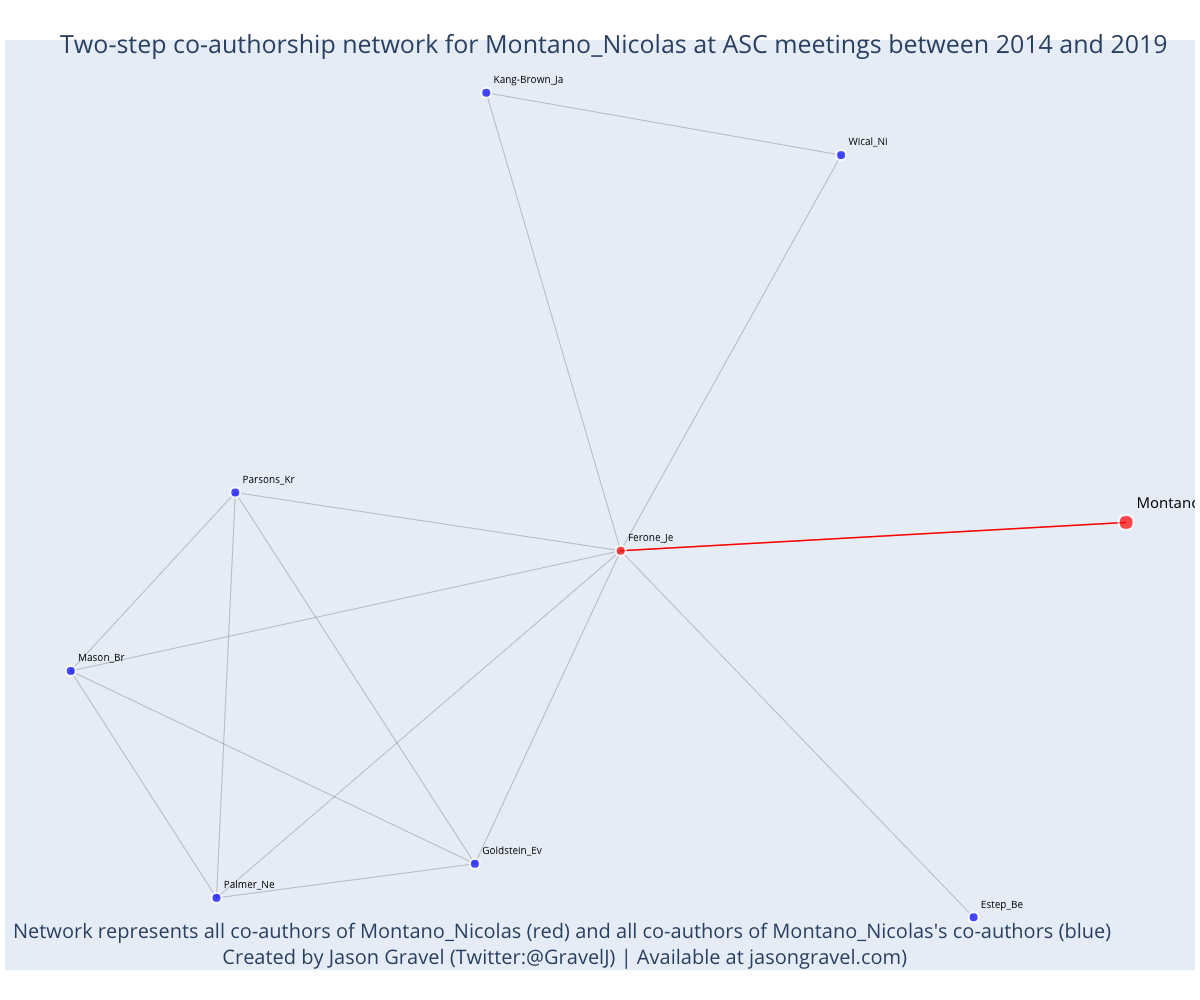 Two-step co-authorship network for Montano_Nicolas at ASC meetings between 2014 and 2019
Kang-Brown_Ja
Wical_Ni
Parsons_Kr
Montano
Ferone_Je
Mason_Br
Goldstein_Ev
Palmer_Ne
Estep_Be
Network represents all co-authors of Montano_Nicolas (red) and all co-authors of Montano_Nicolas's co-authors (blue)
Created by Jason Gravel (Twitter:@GravelJ) | Available at jasongravel.com)